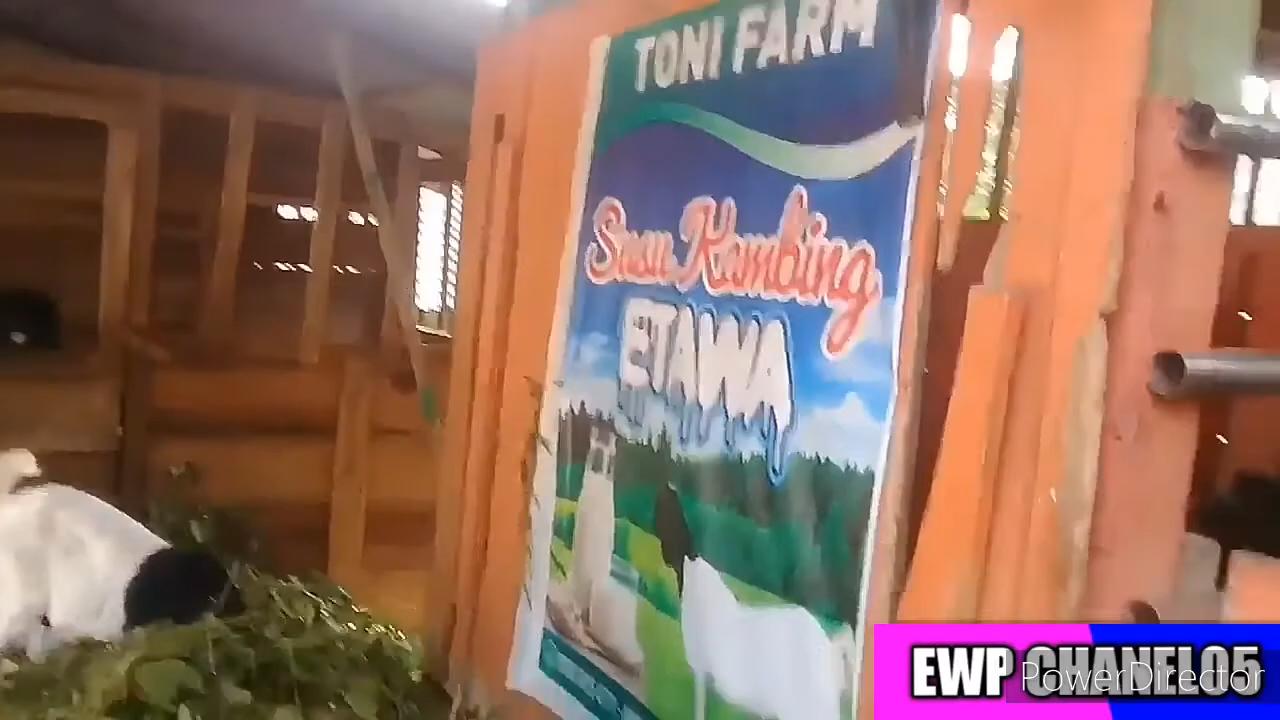 TONI FARM
Susu Kambing
ETAWA
EWP CHANEL05
PowerDirector